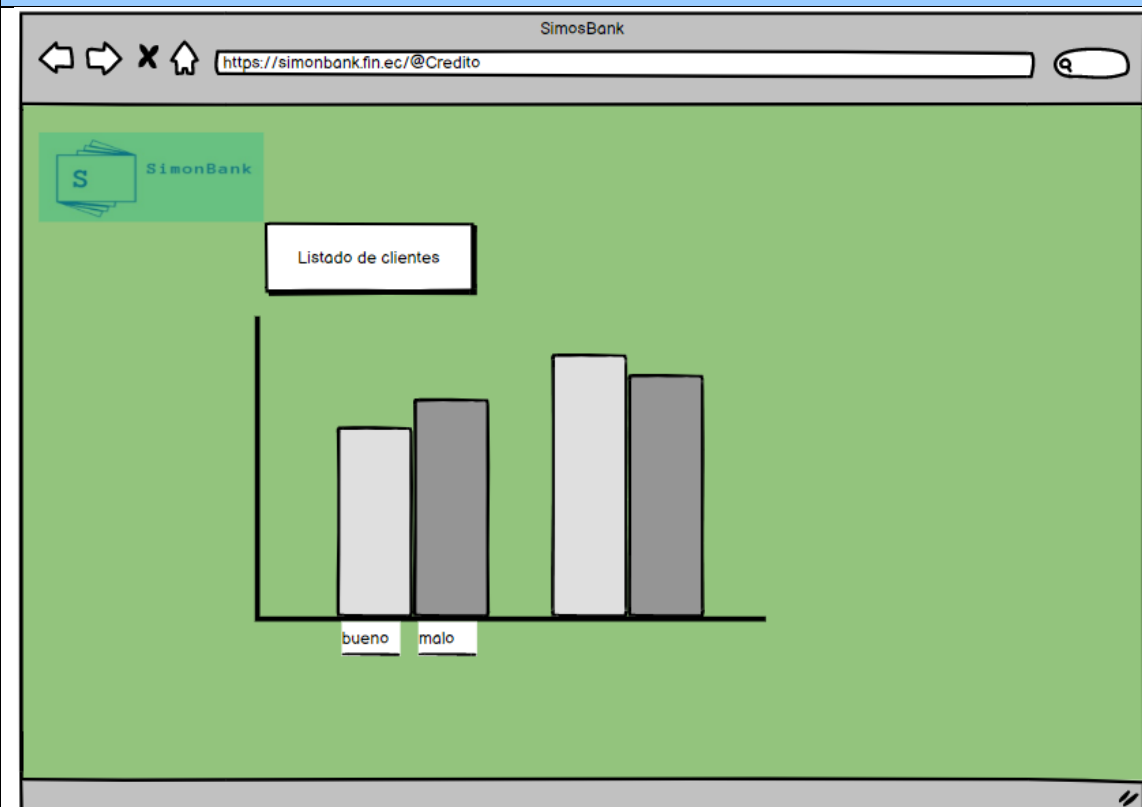 SimosBank
https://simonbank.fin.ec/@Credito
S
SimonBank
Listado de clientes
bueno malo